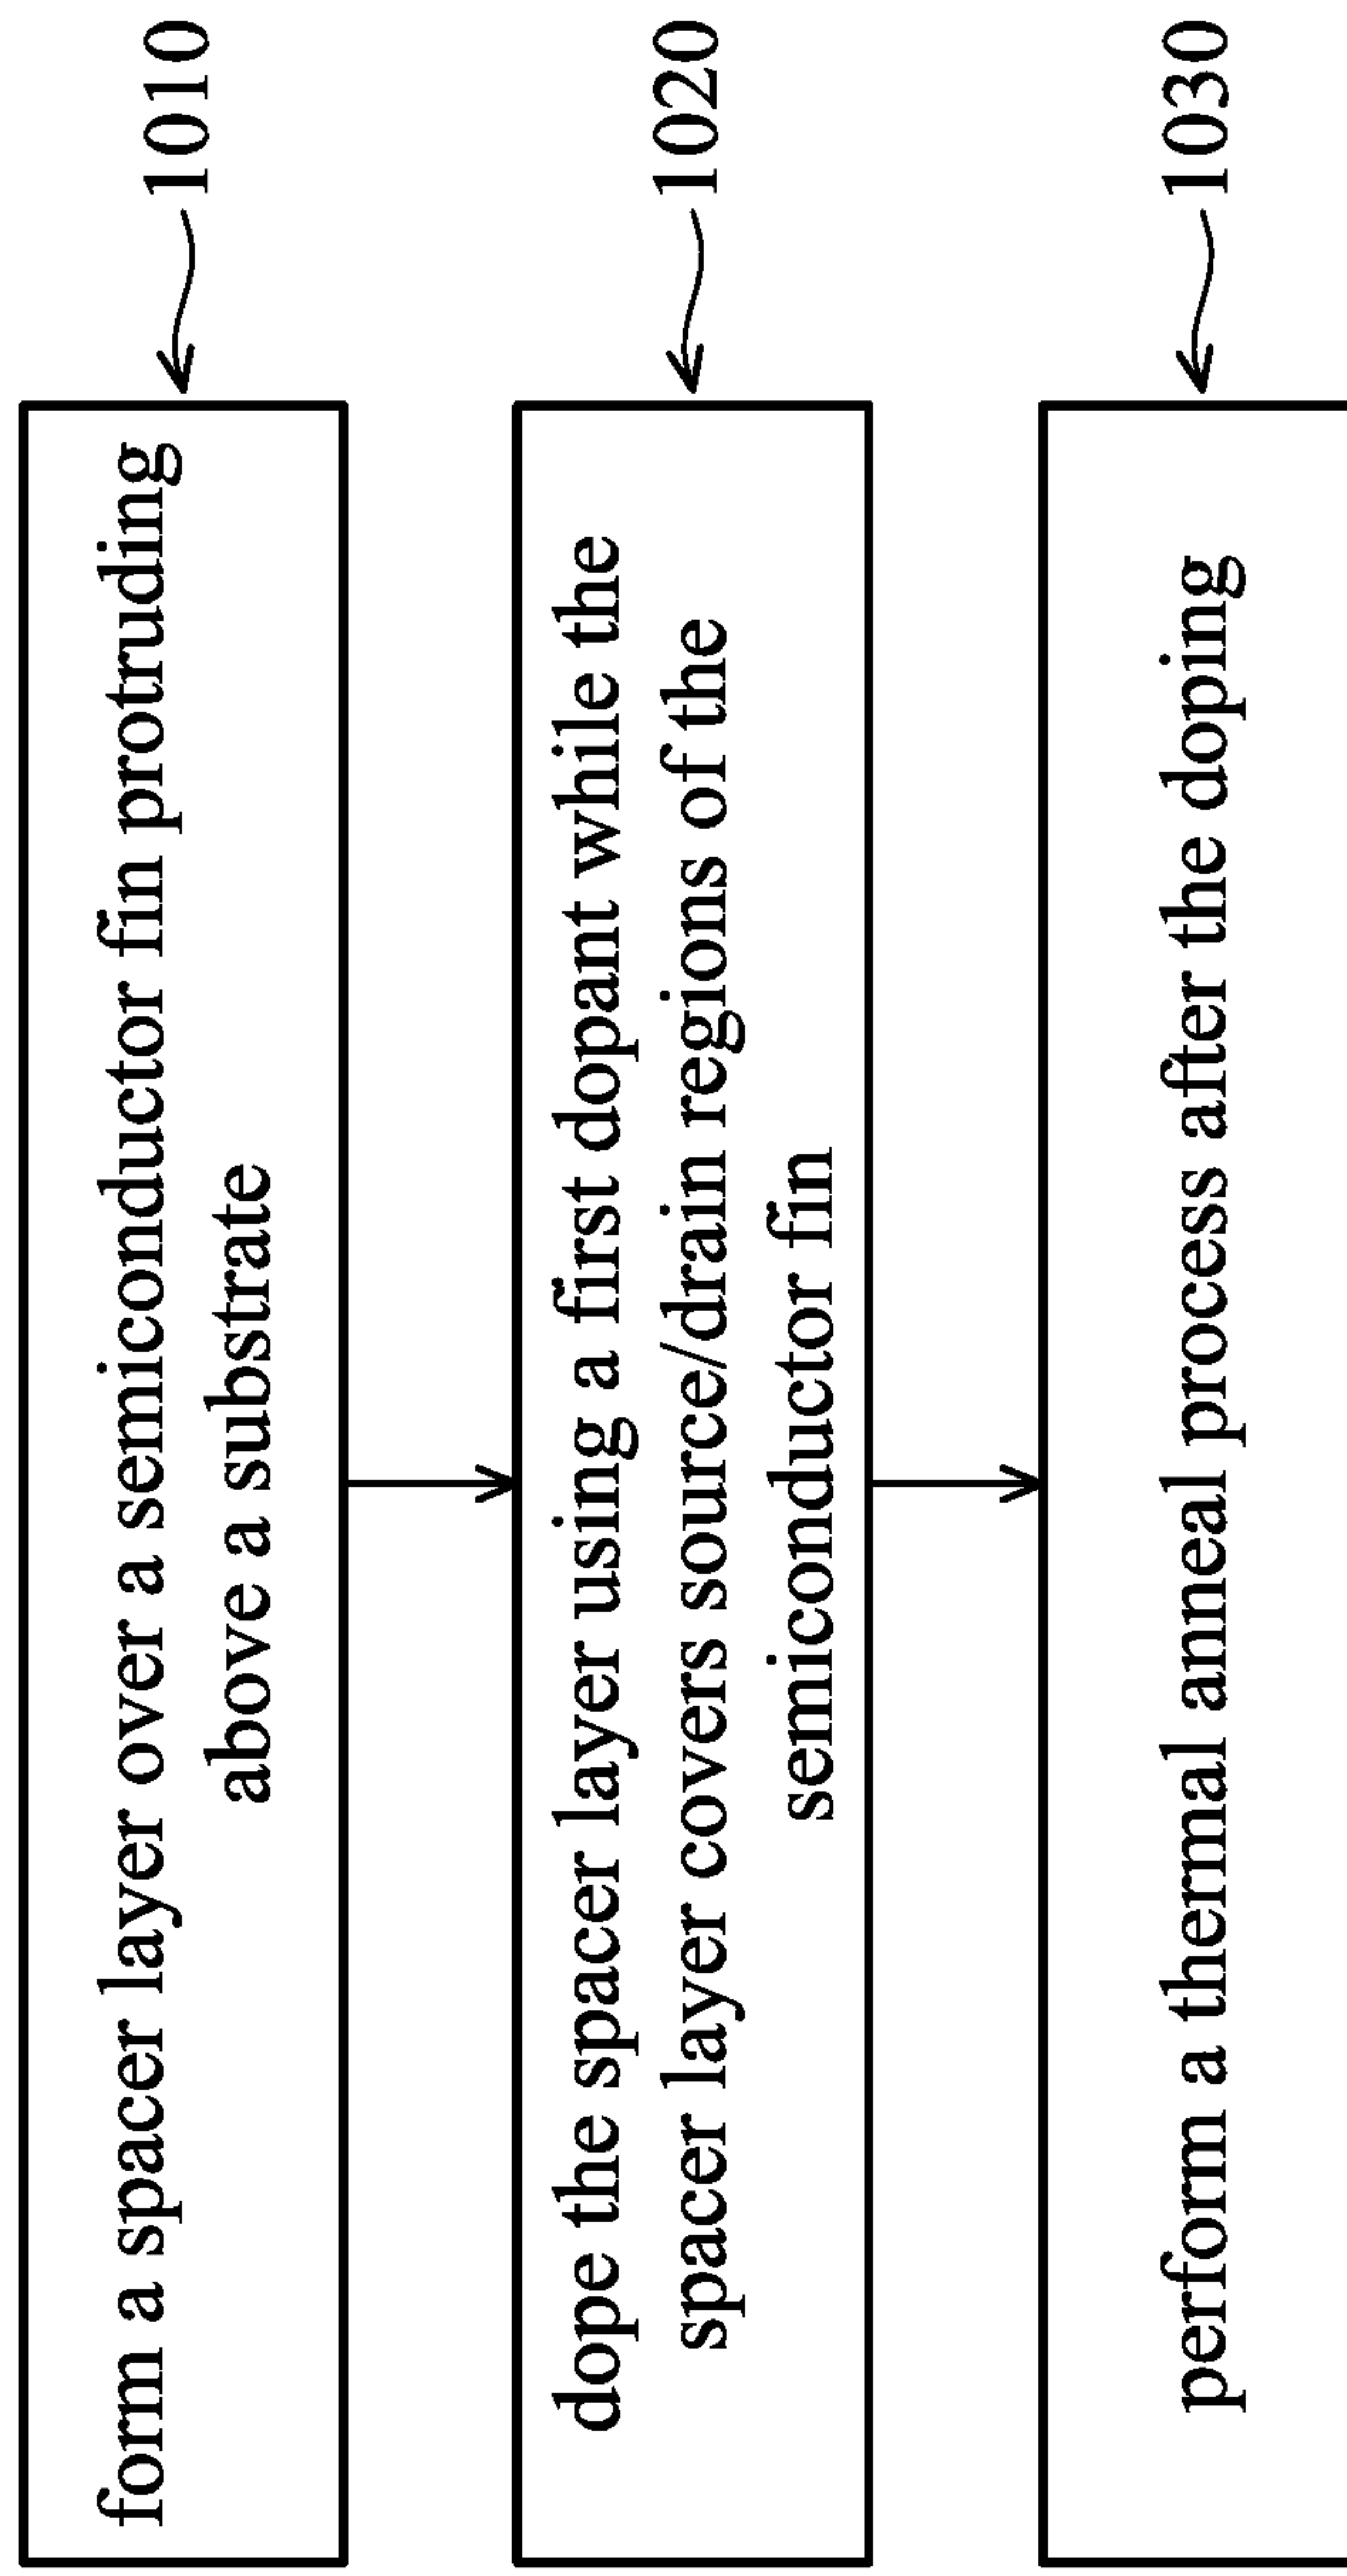 form a spacer layer over a semiconductor fin protruding
above a substrate
1010
dope the spacer layer using a first dopant while the
spacer layer covers source/drain regions of the
semiconductor fin
1020
perform a thermal anneal process after the doping
1030